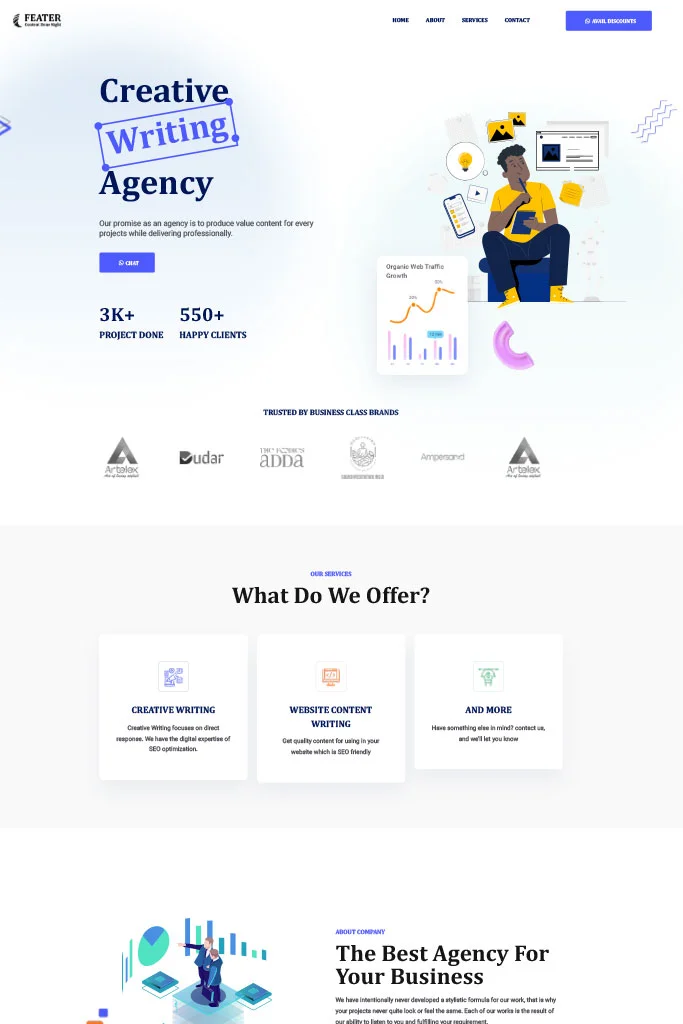 FEATER
Content Done Right
HOME ABOUT SERVICES CONTACT
AVAIL DISCOUNTS
Creative
Writing
Agency
Our promise as an agency is to produce value content for every
projects while delivering professionally.
CHAT
3K+ 550+
PROJECT DONE HAPPY CLIENTS
Organic Web Traffic
Growth
TRUSTED BY BUSINESS CLASS BRANDS
Artalex
Dudar
ADDA
Ampersand
Artalex
OUR SERVICES
What Do We Offer?
CREATIVE WRITING
Creative Writing focuses on direct
response. We have the digital expertise of
SEO optimization.
WEBSITE CONTENT
WRITING
Get quality content for using in your
website which is SEO friendly
AND MORE
Have something else in mind? contact us,
and we'll let you know
ABOUT COMPANY
The Best Agency For
Your Business
We have intentionally never developed a stylistic formula for our work, that is why
your projects never quite look or feel the same. Each of our works is the result of
our ability to listen to you and fulfilling your requirement.